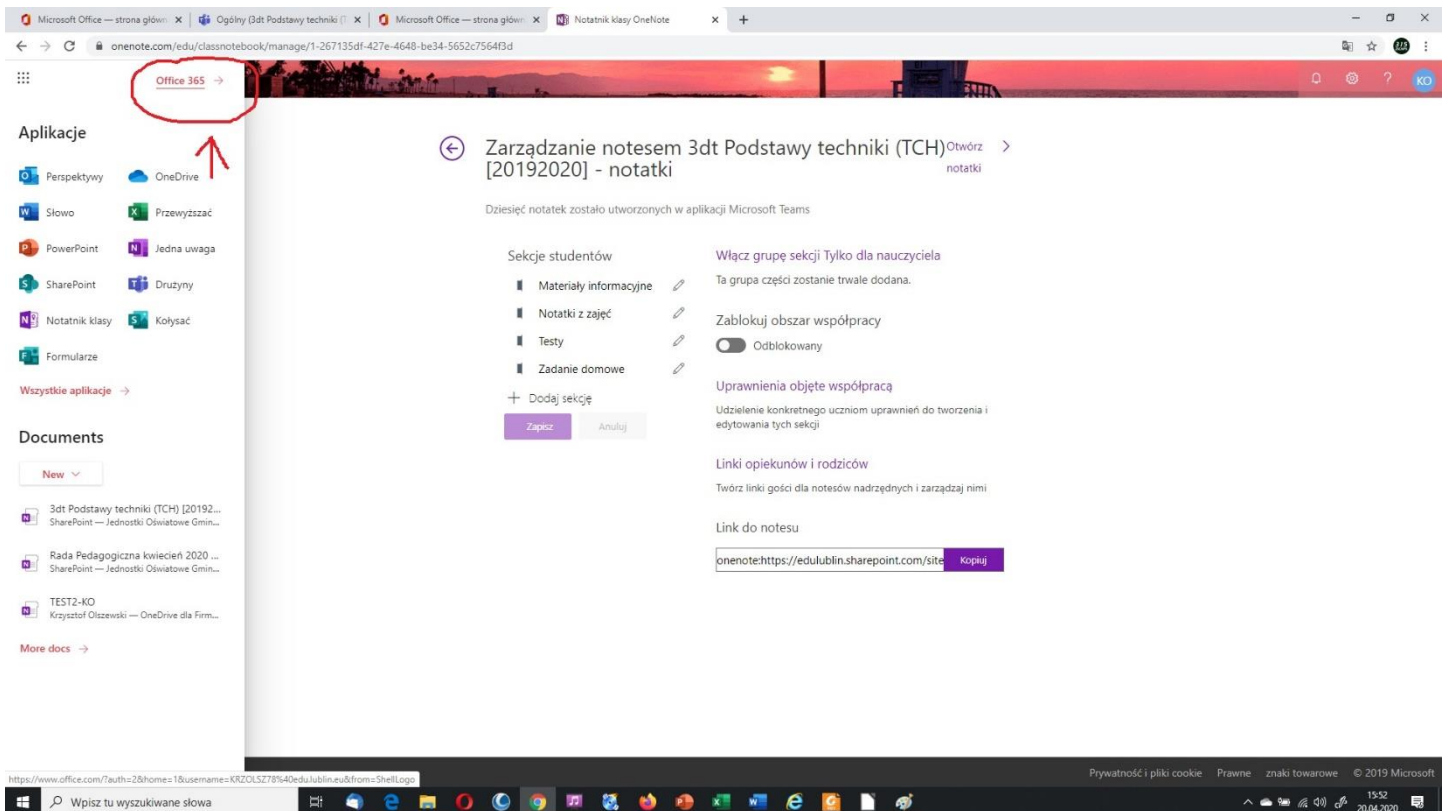 Microsoft Office — strona główn
Ogólny (3dt Podstawy techniki (T
Microsoft Office — strona główn
Notatnik klasy OneNote
onenote.com/edu/classnotebook/manage/1-267135df-427e-4648-be34-5652c7564f3d
Office 365 →
KO
Aplikacje
Perspektywy
OneDrive
Słowo
Przewyższać
PowerPoint
Jedna uwaga
SharePoint
Drużyny
Notatnik klasy
Kołysać
Formularze
Wszystkie aplikacje →
Documents
New
3dt Podstawy techniki (TCH) [20192...
SharePoint — Jednostki Oświatowe Gmin...
Rada Pedagogiczna kwiecień 2020 ...
SharePoint — Jednostki Oświatowe Gmin...
TEST2-KO
Krzysztof Olszewski — OneDrive dla Firm...
More docs →
Zarządzanie notesem 3dt Podstawy techniki (TCH)
[20192020] - notatki
Otwórz
notatki
Dziesięć notatek zostało utworzonych w aplikacji Microsoft Teams
Sekcje studentów
Materiały informacyjne
Notatki z zajęć
Testy
Zadanie domowe
+ Dodaj sekcję
Zapisz
Anuluj
Włącz grupę sekcji Tylko dla nauczyciela
Ta grupa części zostanie trwale dodana.
Zablokuj obszar współpracy
Odblokowany
Uprawnienia objęte współpracą
Udzielenie konkretnego uczniom uprawnień do tworzenia i
edytowania tych sekcji
Linki opiekunów i rodziców
Twórz linki gości dla notesów nadrzędnych i zarządzaj nimi
Link do notesu
onenote:https://edulublin.sharepoint.com/site
Kopiuj
https://www.office.com/?auth=2&home=1&username=KRZOLSZ78%40edu.lublin.eu&from=ShellLogo
Prywatność i pliki cookie Prawne znaki towarowe © 2019 Microsoft
Wpisz tu wyszukiwane słowa
15:52
20.04.2020